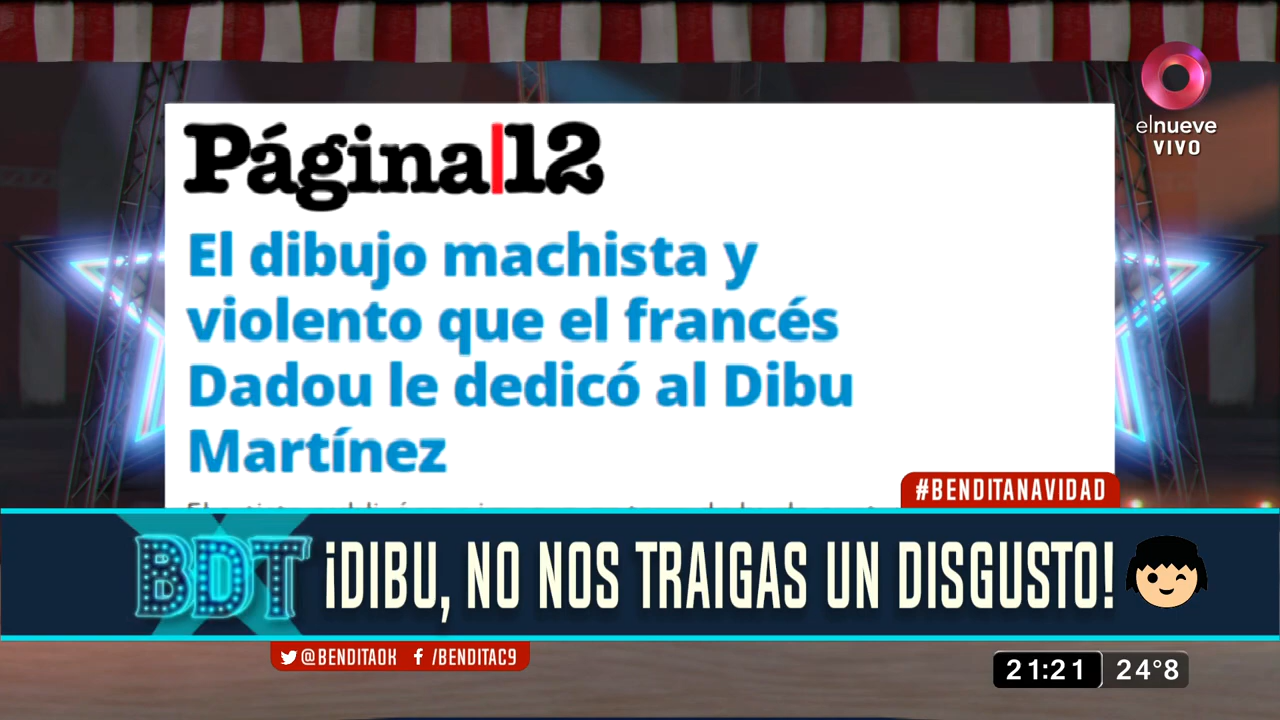 elnueve
VIVO
Página|12
El dibujo machista y
violento que el francés
Dadou le dedicó al Dibu
Martínez
#BENDITANAVIDAD
BDT
¡DIBU, NO NOS TRAIGAS UN DISGUSTO!
@BENDITAOK /BENDITAC9
21:21 24°8